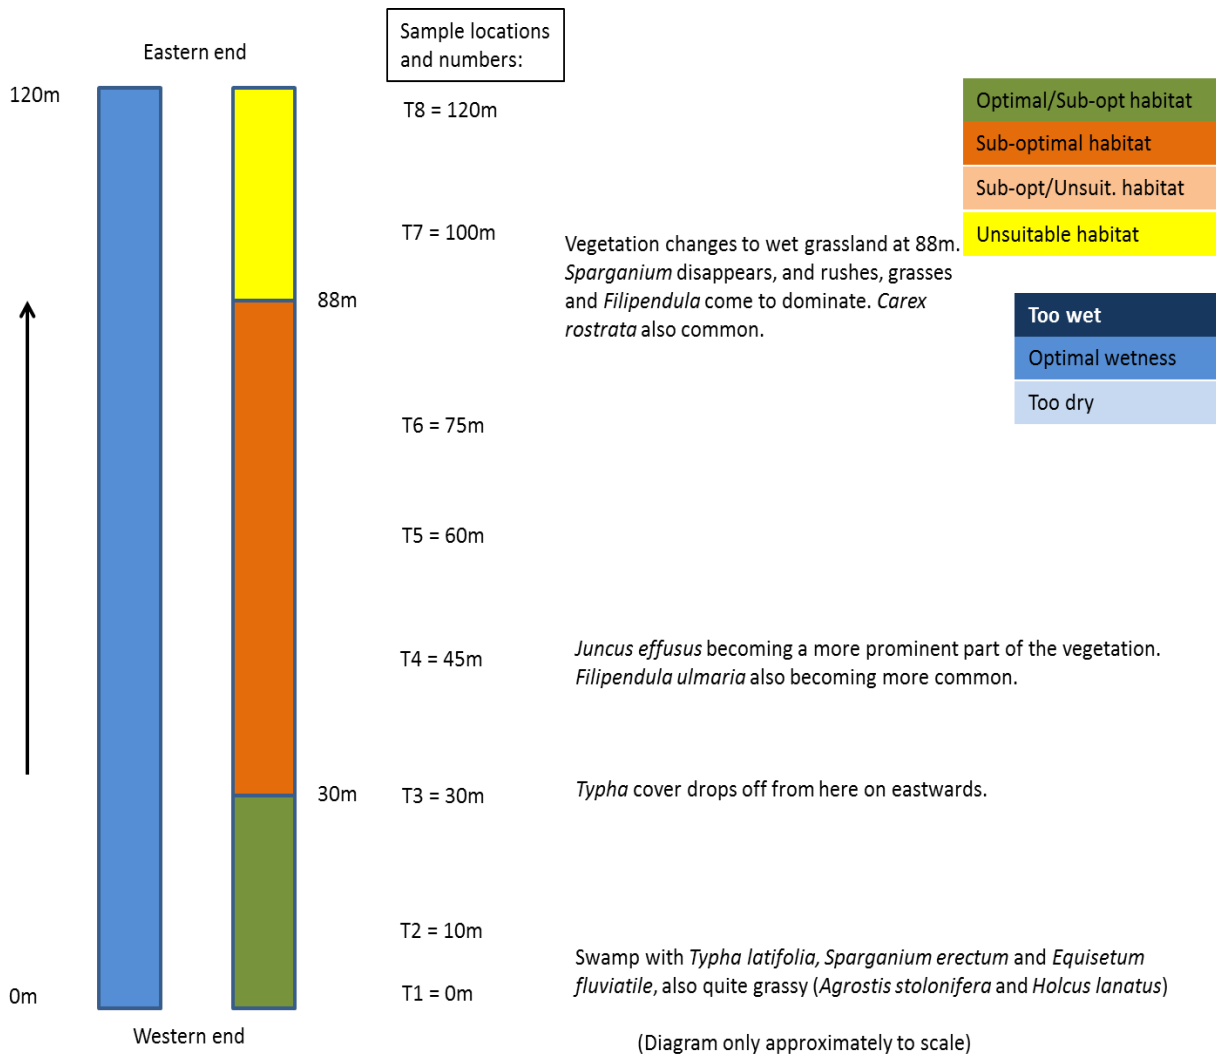 Eastern end
120m
88m
30m
0m
Western end
Sample locations
and numbers:
T8 = 120m
T7 = 100m
T6 = 75m
T5 = 60m
T4 = 45m
T3 = 30m
T2 = 10m
T1 = 0m
Vegetation changes to wet grassland at 88m.
Sparganium disappears, and rushes, grasses
and Filipendula come to dominate. Carex
rostrata also common.
Juncus effusus becoming a more prominent part of the vegetation.
Filipendula ulmaria also becoming more common.
Typha cover drops off from here on eastwards.
Swamp with Typha latifolia, Sparganium erectum and Equisetum
fluviatile, also quite grassy (Agrostis stolonifera and Holcus lanatus)
(Diagram only approximately to scale)
Optimal/Sub-opt habitat
Sub-optimal habitat
Sub-opt/Unsuit. habitat
Unsuitable habitat
Too wet
Optimal wetness
Too dry